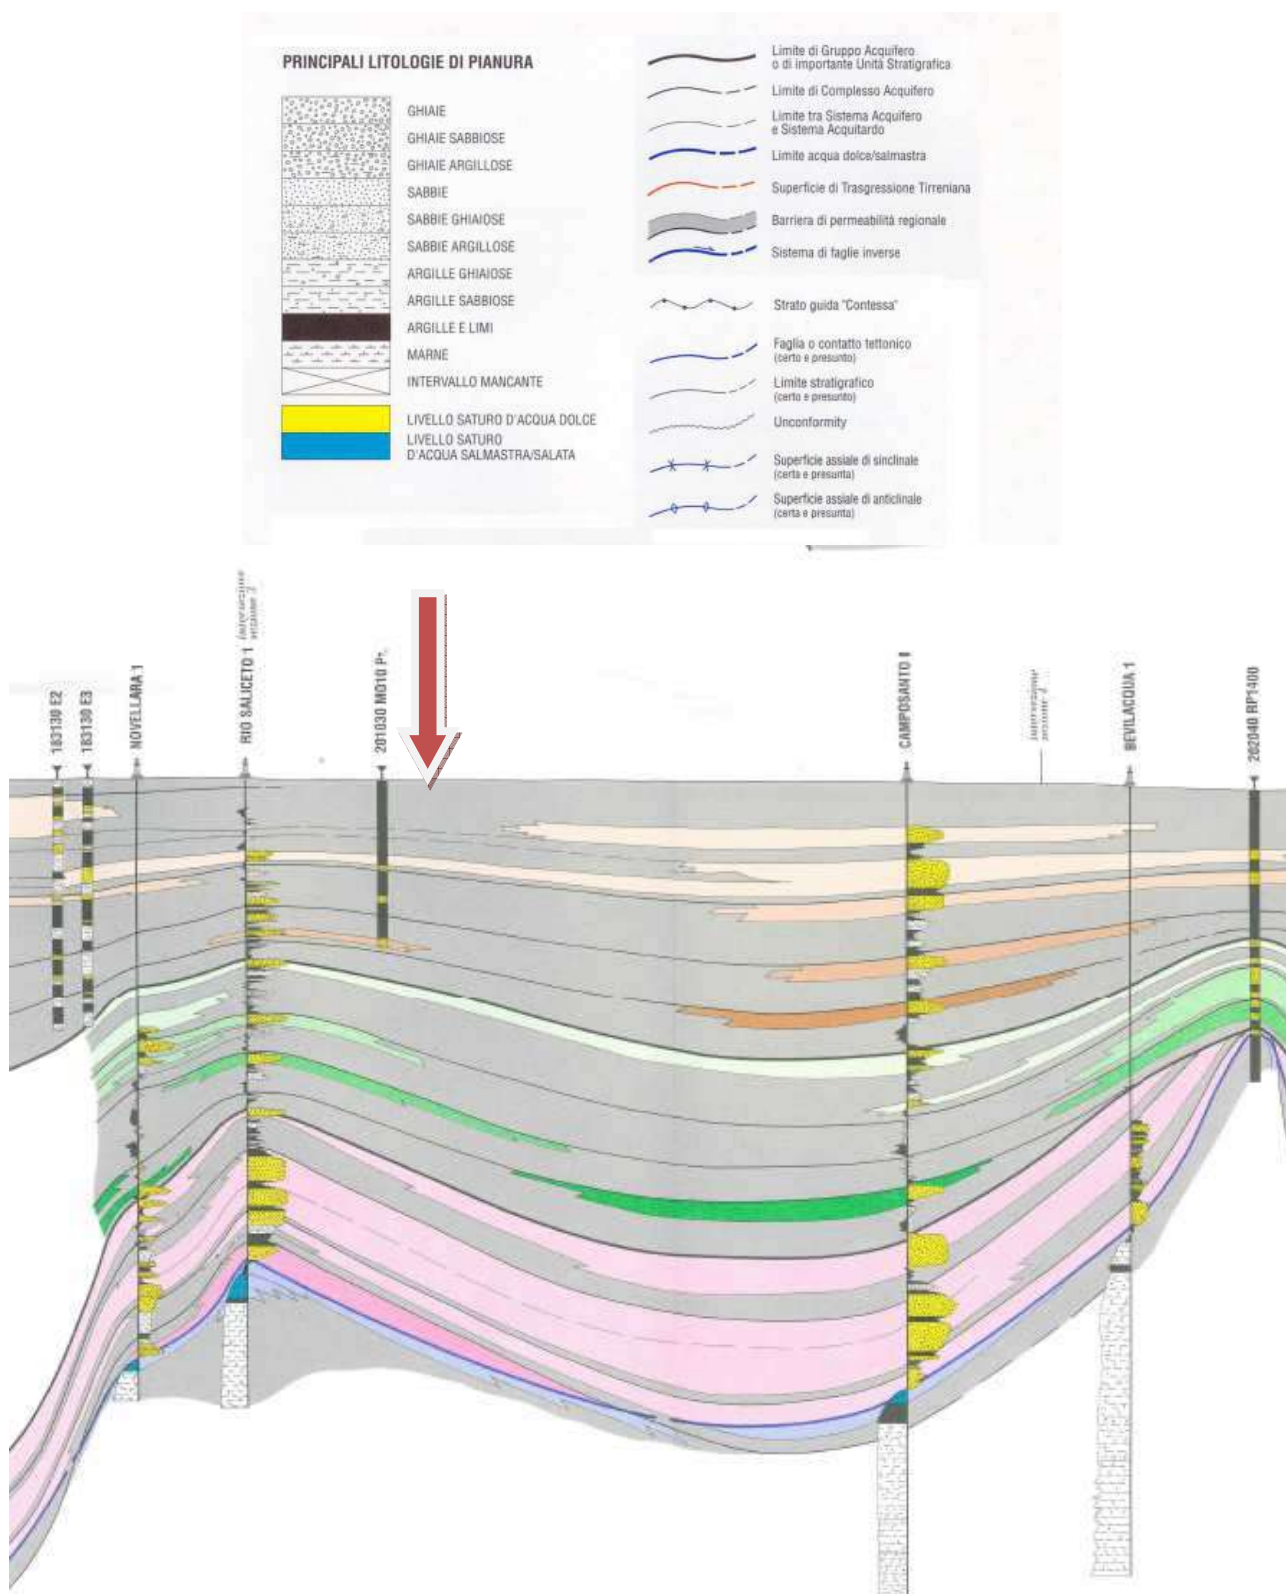 PRINCIPALI LITOLOGIE DI PIANURA
GHIAIE
GHIAIE SABBIOSE
GHIAIE ARGILLOSE
SABBIE
SABBIE GHIAIOSE
SABBIE ARGILLOSE
ARGILLE GHIAIOSE
ARGILLE SABBIOSE
ARGILLE E LIMI
MARNE
INTERVALLO MANCANTE
LIVELLO SATURO D'ACQUA DOLCE
LIVELLO SATURO
D'ACQUA SALMASTRA/SALATA
Limite di Gruppo Acquifero
o di importante Unità Stratigrafica
Limite di Complesso Acquifero
Limite tra Sistema Acquifero
e Sistema Acquitardo
Limite acqua dolce/salmastra
Superficie di Trasgressione Tirreniana
Barriera di permeabilità regionale
Sistema di faglie inverse
Strato guida "Contessa"
Faglia o contatto tettonico
(certo e presunto)
Limite stratigrafico
(certo e presunto)
Unconformity
Superficie assiale di sinclinale
(certa e presunta)
Superficie assiale di anticlinale
(certa e presunta)
183130 E2
183130 E3
NOVELLARA 1
RIO SALICETO 1
201030 MO10 Pr.
CAMPOSANTO 1
BEVILACQUA 1
202040 RP1400